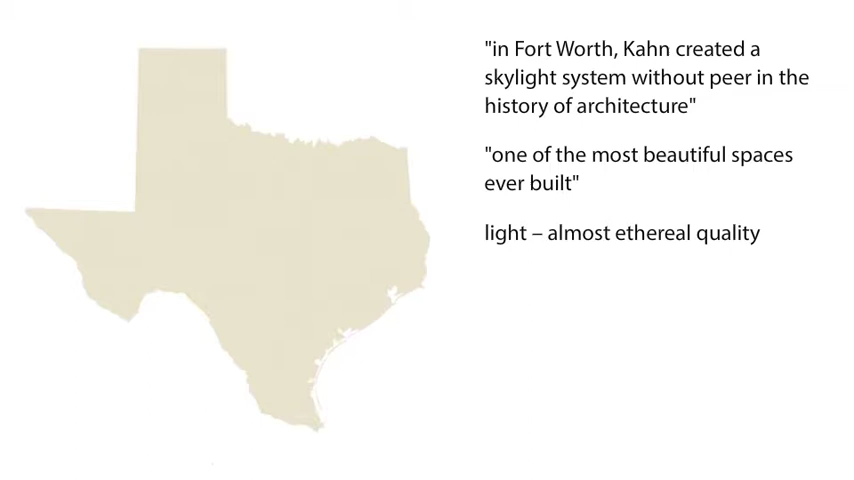 "in Fort Worth, Kahn created a
skylight system without peer in the
history of architecture"
"one of the most beautiful spaces
ever built"
light – almost ethereal quality